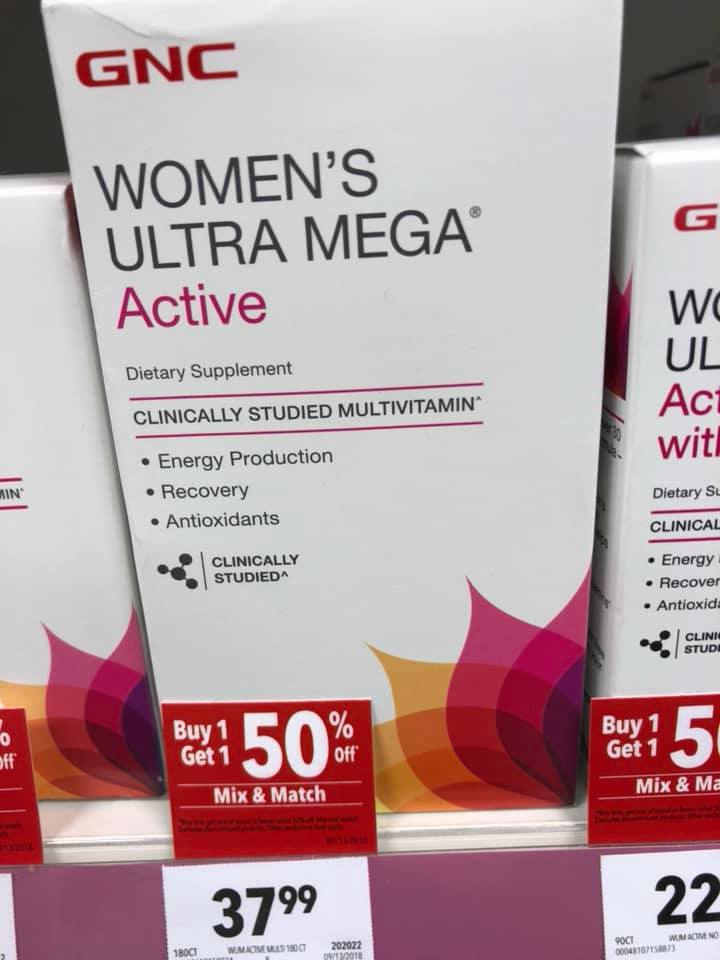 GNC
WOMEN'S
ULTRA MEGA®
Active
Dietary Supplement
CLINICALLY STUDIED MULTIVITAMIN^
• Energy Production
• Recovery
• Antioxidants
CLINICALLY
STUDIED^
Buy 1
Get 1
50%
Off*
Mix & Match
37⁹⁹
180CT
WUM ACTIVE MULTI 180 CT
202022
09/13/2018
MIN^
%
Off*
G
WO
UL
Act
with
Dietary Su
CLINICAL
• Energy
• Recover
• Antioxida
CLINI
STUDI
Buy 1
Get 1
5
Mix & Ma
22
90CT
WUM ACTIVE NO
00048107158873